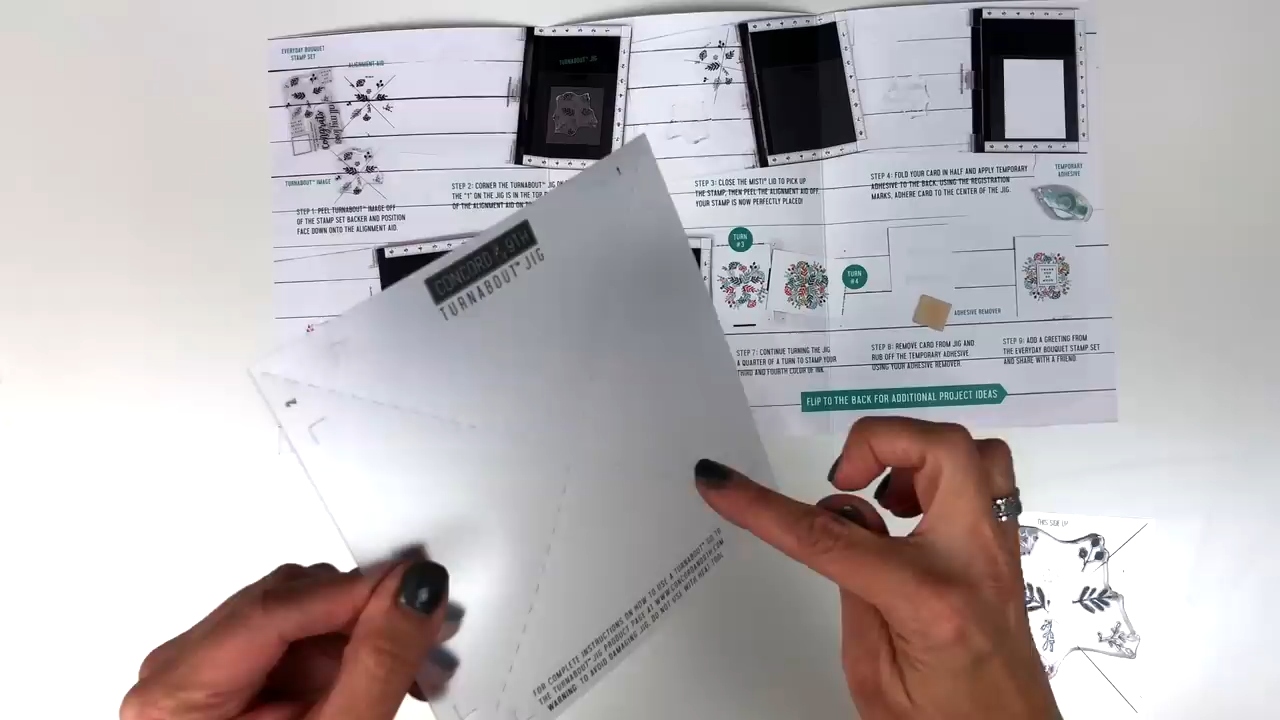 EVERYDAY BOUQUET
STAMP SET
ALIGNMENT AID
TURNABOUT™ IMAGE
TURNABOUT™ JIG
STEP 1: PEEL TURNABOUT™ IMAGE OFF
OF THE STAMP SET BACKER AND POSITION
FACE DOWN ONTO THE ALIGNMENT AID.
STEP 2: CORNER THE TURNABOUT™ JIG
THE "1" ON THE JIG IS IN THE TOP
OF THE ALIGNMENT AID ON
STEP 3: CLOSE THE MISTI® LID TO PICK UP
THE STAMP, THEN PEEL THE ALIGNMENT AID OFF.
YOUR STAMP IS NOW PERFECTLY PLACED!
STEP 4: FOLD YOUR CARD IN HALF AND APPLY TEMPORARY
ADHESIVE TO THE BACK. USING THE REGISTRATION
MARKS, ADHERE CARD TO THE CENTER OF THE JIG.
TEMPORARY
ADHESIVE
TURN
#3
TURN
#4
ADHESIVE REMOVER
STEP 7: CONTINUE TURNING THE JIG
A QUARTER OF A TURN TO STAMP YOUR
THIRD AND FOURTH COLOR OF INK.
STEP 8: REMOVE CARD FROM JIG AND
RUB OFF THE TEMPORARY ADHESIVE
USING YOUR ADHESIVE REMOVER.
STEP 9: ADD A GREETING FROM
THE EVERYDAY BOUQUET STAMP SET
AND SHARE WITH A FRIEND
FLIP TO THE BACK FOR ADDITIONAL PROJECT IDEAS
1
2
CONCORD & 9TH
TURNABOUT™ JIG
FOR COMPLETE INSTRUCTIONS ON HOW TO USE A TURNABOUT™ GO TO
THE TURNABOUT™ JIG PRODUCT PAGE AT WWW.CONCORDAND9TH.COM
WARNING: TO AVOID DAMAGING JIG, DO NOT USE WITH HEAT TOOL
THIS SIDE UP